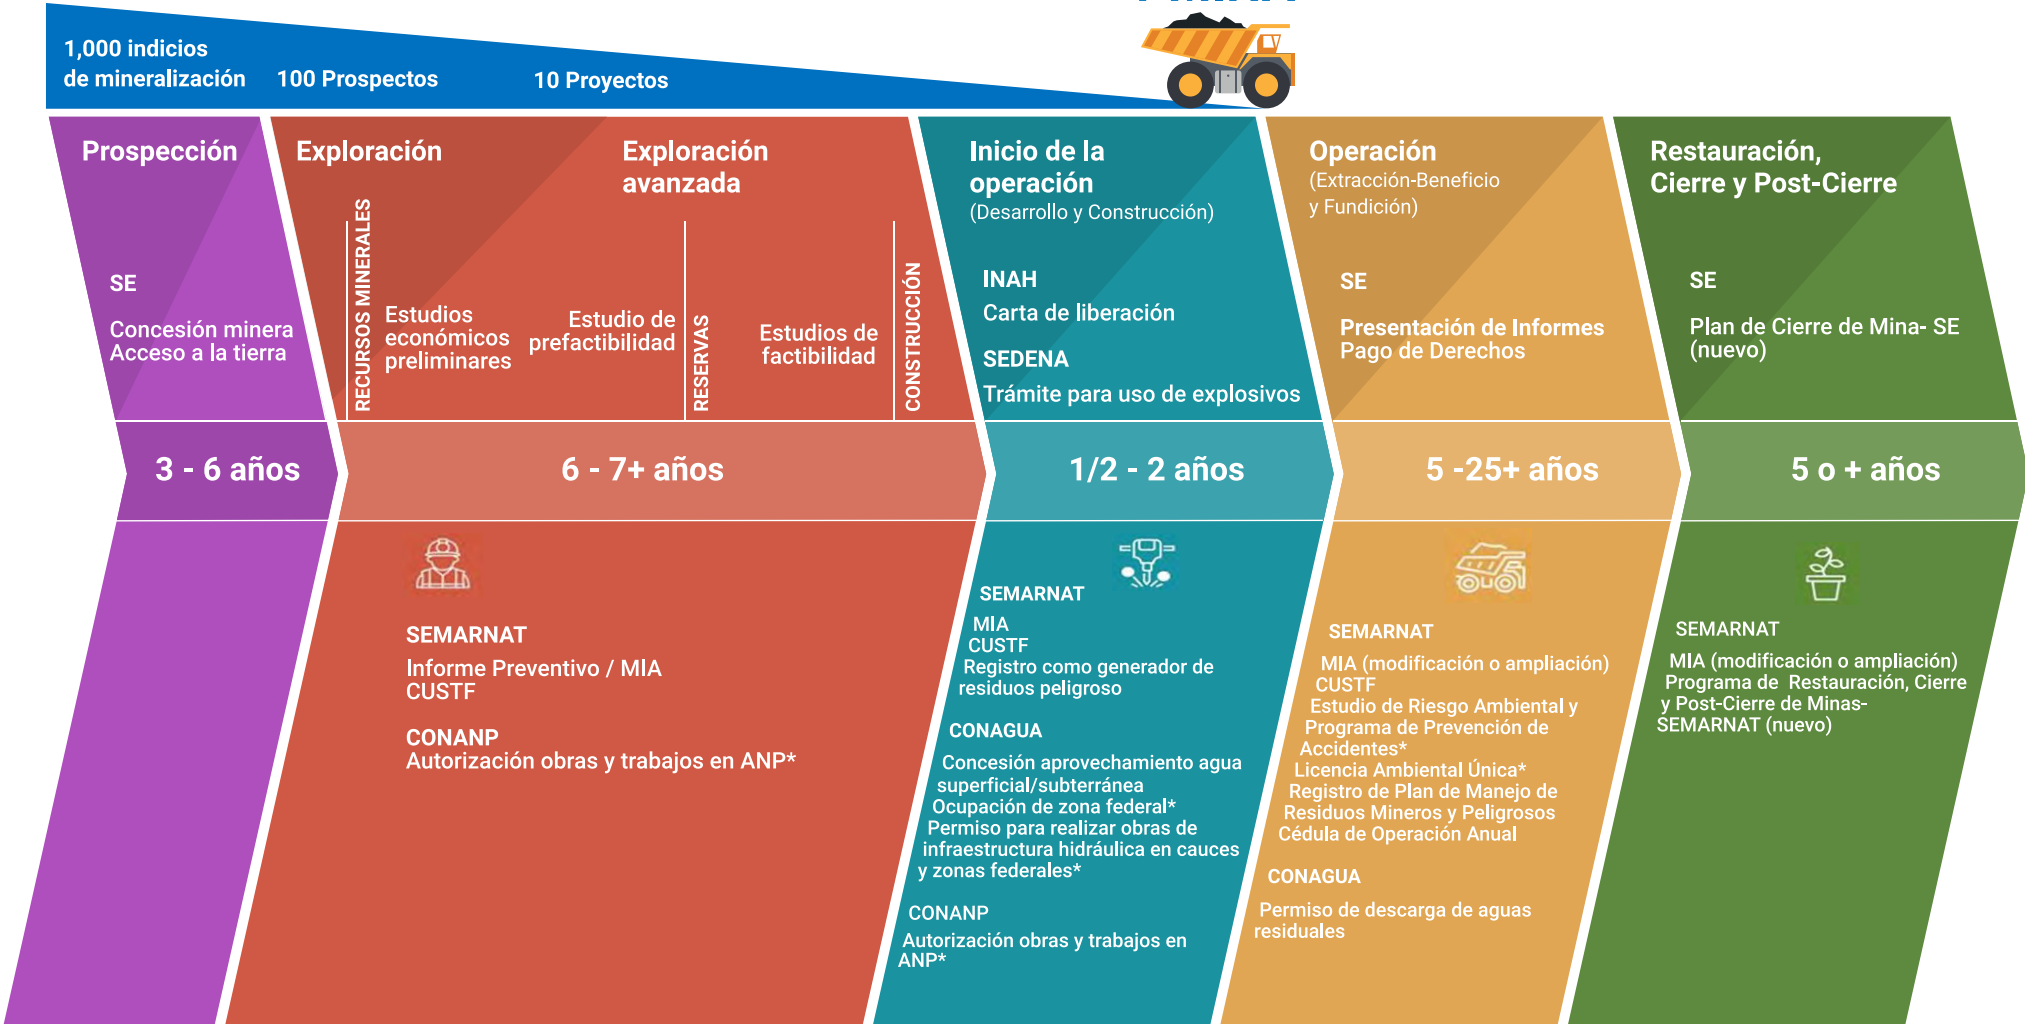 1,000 indicios
de mineralización
100 Prospectos
10 Proyectos
Prospección
SE
Concesión minera
Acceso a la tierra
3 - 6 años
Exploración
Exploración
avanzada
RECURSOS MINERALES
Estudios
económicos
preliminares
Estudio de
prefactibilidad
RESERVAS
Estudios de
factibilidad
CONSTRUCCIÓN
6 - 7+ años
SEMARNAT
Informe Preventivo / MIA
CUSTF
CONANP
Autorización obras y trabajos en ANP*
Inicio de la
operación
(Desarrollo y Construcción)
INAH
Carta de liberación
SEDENA
Trámite para uso de explosivos
1/2 - 2 años
SEMARNAT
MIA
CUSTF
Registro como generador de
residuos peligroso
CONAGUA
Concesión aprovechamiento agua
superficial/subterránea
Ocupación de zona federal*
Permiso para realizar obras de
infraestructura hidráulica en cauces
y zonas federales*
CONANP
Autorización obras y trabajos en
ANP*
Operación
(Extracción-Beneficio
y Fundición)
SE
Presentación de Informes
Pago de Derechos
5 -25+ años
SEMARNAT
MIA (modificación o ampliación)
CUSTF
Estudio de Riesgo Ambiental y
Programa de Prevención de
Accidentes*
Licencia Ambiental Única*
Registro de Plan de Manejo de
Residuos Mineros y Peligrosos
Cédula de Operación Anual
CONAGUA
Permiso de descarga de aguas
residuales
Restauración,
Cierre y Post-Cierre
SE
Plan de Cierre de Mina- SE
(nuevo)
5 o + años
SEMARNAT
MIA (modificación o ampliación)
Programa de Restauración, Cierre
y Post-Cierre de Minas-
SEMARNAT (nuevo)